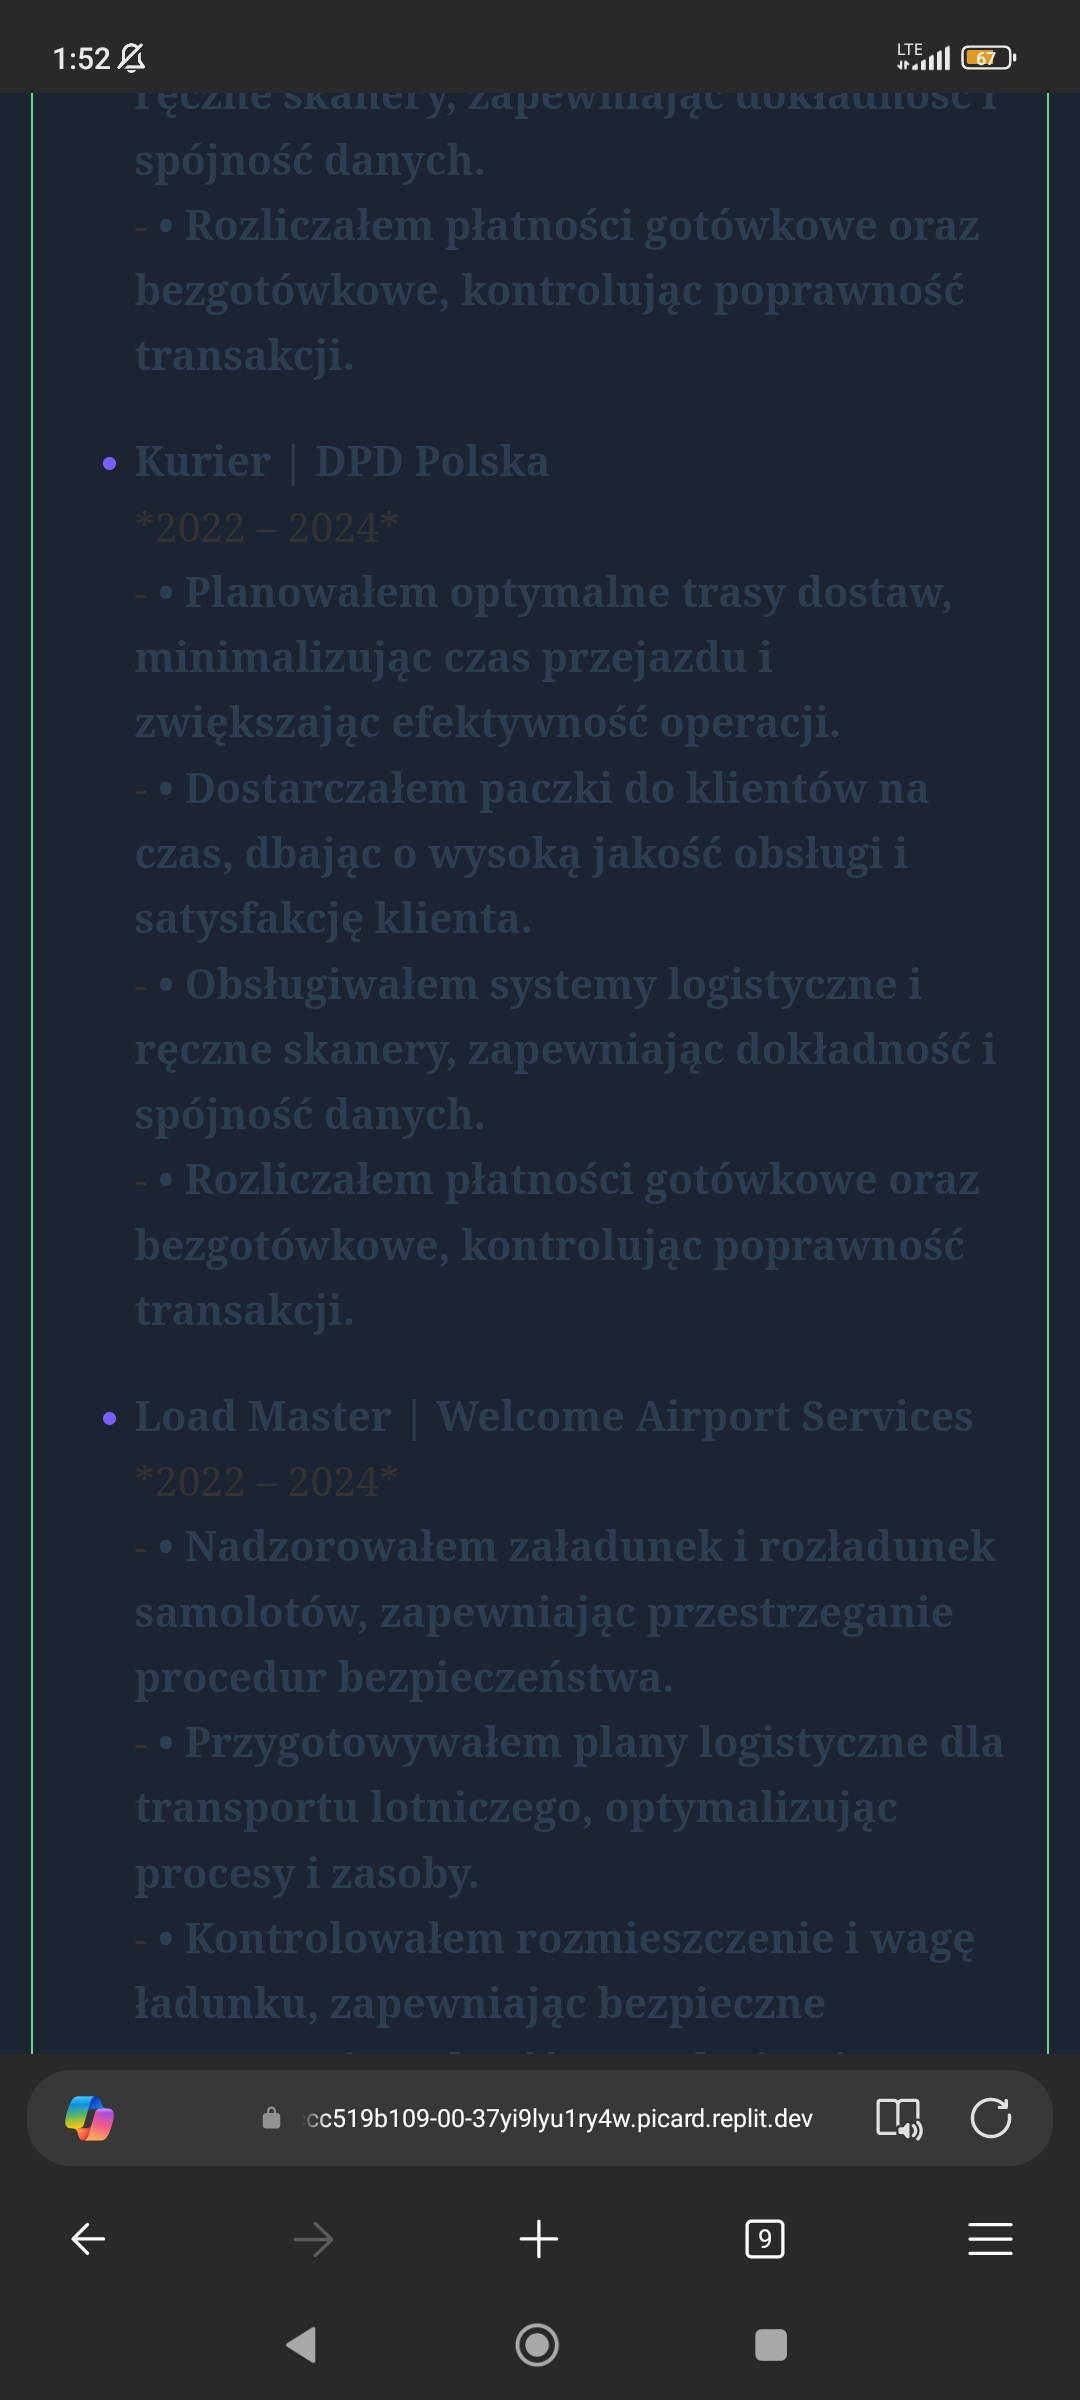 1:52
LTE
67
ręczne skanery, zapewniając dokładność i
spójność danych.
- • Rozliczałem płatności gotówkowe oraz
bezgotówkowe, kontrolując poprawność
transakcji.
• Kurier | DPD Polska
*2022 – 2024*
- • Planowałem optymalne trasy dostaw,
minimalizując czas przejazdu i
zwiększając efektywność operacji.
- • Dostarczałem paczki do klientów na
czas, dbając o wysoką jakość obsługi i
satysfakcję klienta.
- • Obsługiwałem systemy logistyczne i
ręczne skanery, zapewniając dokładność i
spójność danych.
- • Rozliczałem płatności gotówkowe oraz
bezgotówkowe, kontrolując poprawność
transakcji.
• Load Master | Welcome Airport Services
*2022 – 2024*
- • Nadzorowałem załadunek i rozładunek
samolotów, zapewniając przestrzeganie
procedur bezpieczeństwa.
- • Przygotowywałem plany logistyczne dla
transportu lotniczego, optymalizując
procesy i zasoby.
- • Kontrolowałem rozmieszczenie i wagę
ładunku, zapewniając bezpieczne
cc519b109-00-37yi9lyu1ry4w.picard.replit.dev
9